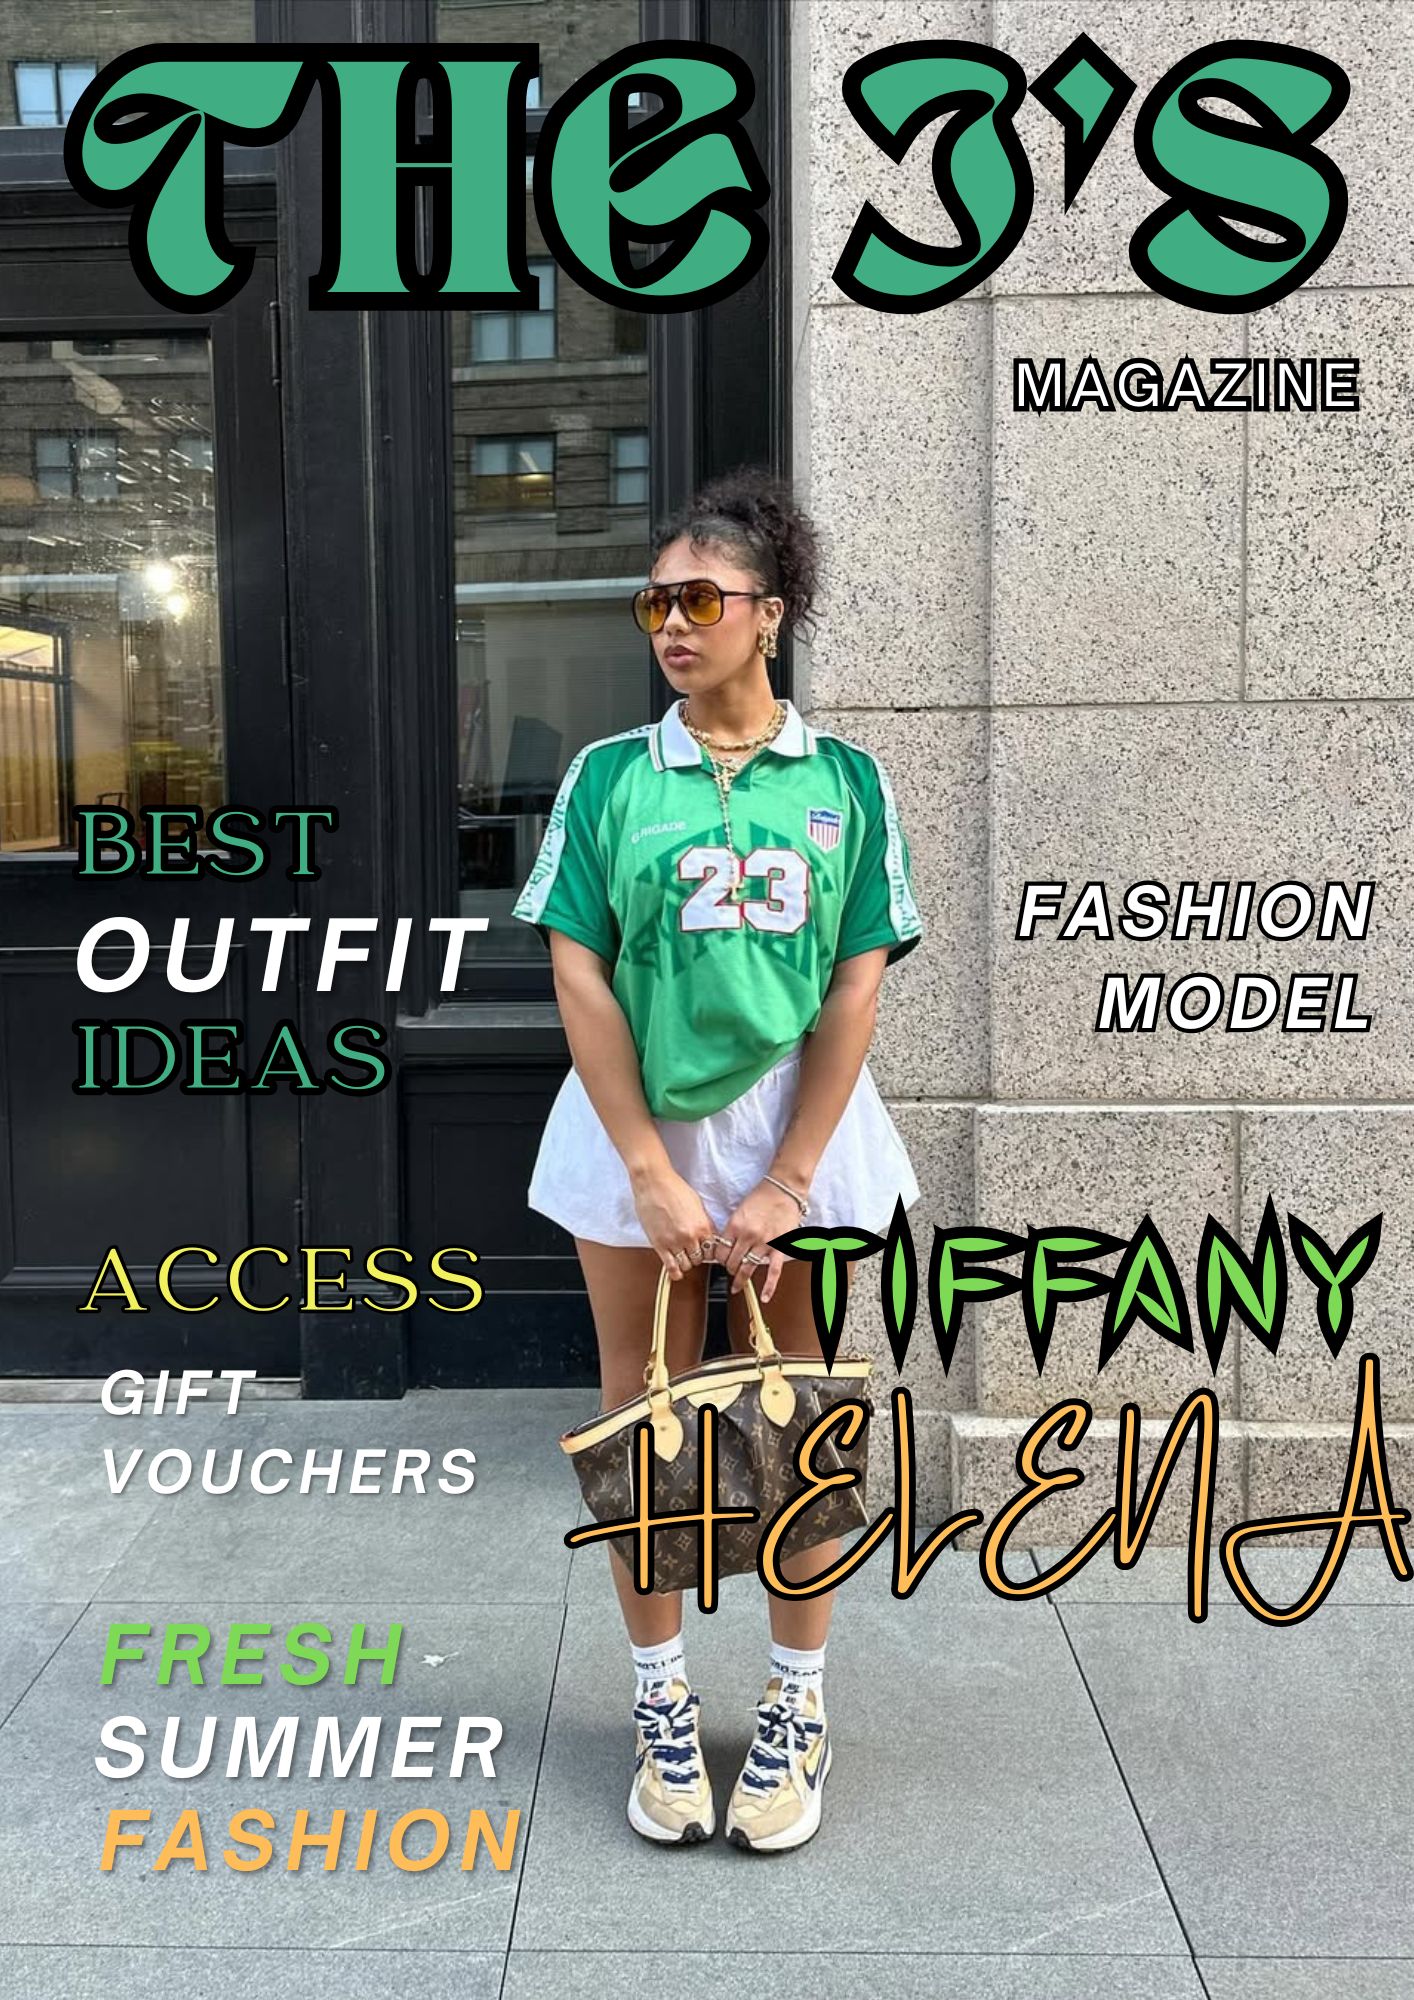 THE J'S
MAGAZINE
BRIGADE
23
BEST
OUTFIT
IDEAS
FASHION
MODEL
ACCESS
GIFT
VOUCHERS
TIFFANY
HELENA
FRESH
SUMMER
FASHION